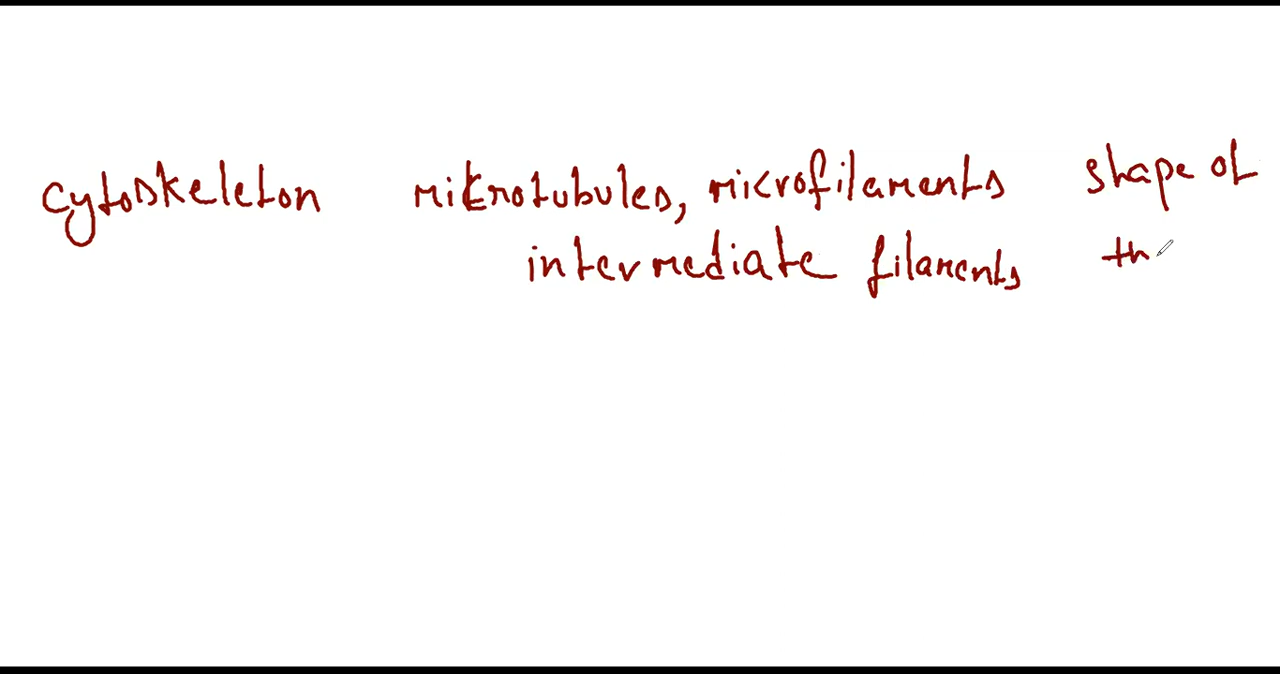 cytoskeleton mikrotubules, microfilaments shape of
intermediate filaments th